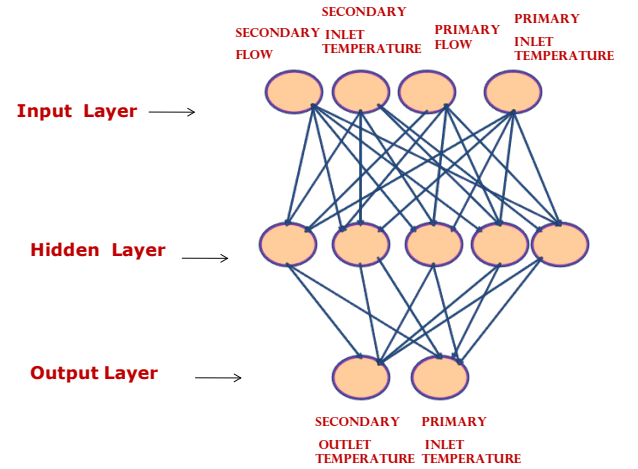 SECONDARY
FLOW
SECONDARY
INLET
TEMPERATURE
PRIMARY
FLOW
PRIMARY
INLET
TEMPERATURE
Input Layer
Hidden Layer
Output Layer
SECONDARY
OUTLET
TEMPERATURE
PRIMARY
INLET
TEMPERATURE